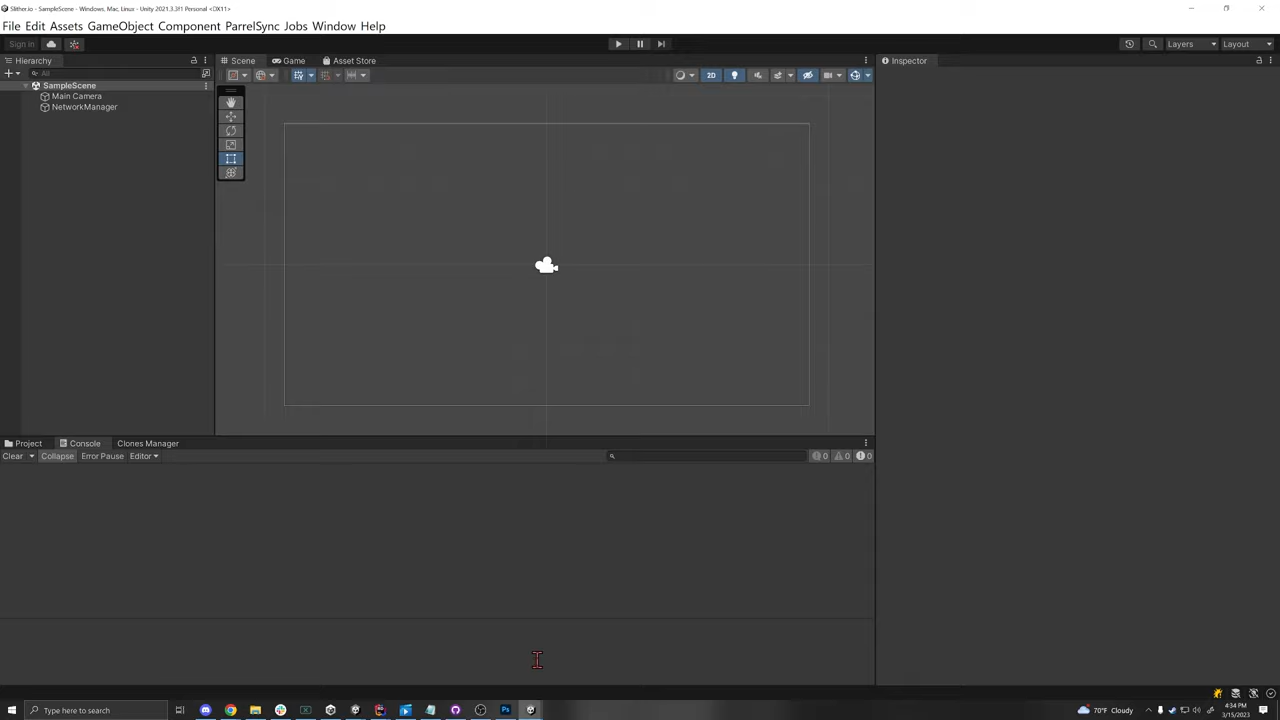 Slither.io - SampleScene - Windows, Mac, Linux - Unity 2021.3.3f1 Personal <DX11>
File Edit Assets GameObject Component ParrelSync Jobs Window Help
Sign in
Layers
Layout
Hierarchy
Scene
Game
Asset Store
Inspector
All
2D
SampleScene
Main Camera
NetworkManager
Project
Console
Clones Manager
Clear
Collapse
Error Pause
Editor
0
0
0
Type here to search
70°F Cloudy
4:34 PM
3/15/2023